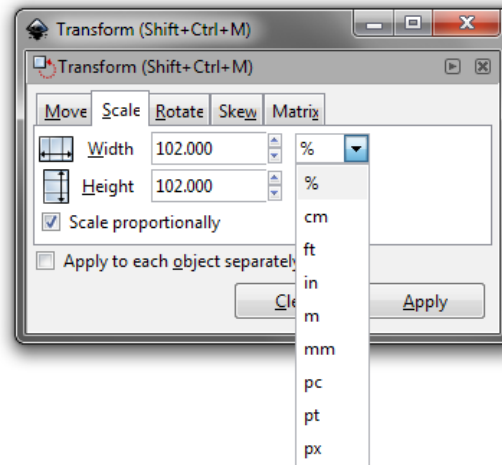 Transform (Shift+Ctrl+M)
Transform (Shift+Ctrl+M)
Move Scale Rotate Skew Matrix
Width 102.000 %
Height 102.000
%
Scale proportionally
cm
Apply to each object separately
ft
in
Apply
m
mm
pc
pt
px